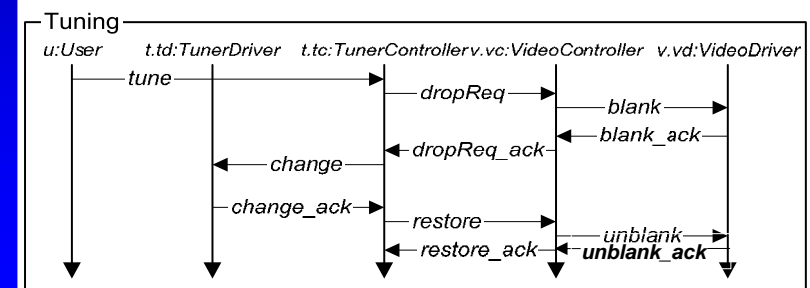 Tuning
u:User t.td:TunerDriver t.tc:TunerController v.vc:VideoController v.vd:VideoDriver
tune
dropReq
blank
blank_ack
dropReq_ack
change
change_ack
restore
unblank
restore_ack
unblank_ack